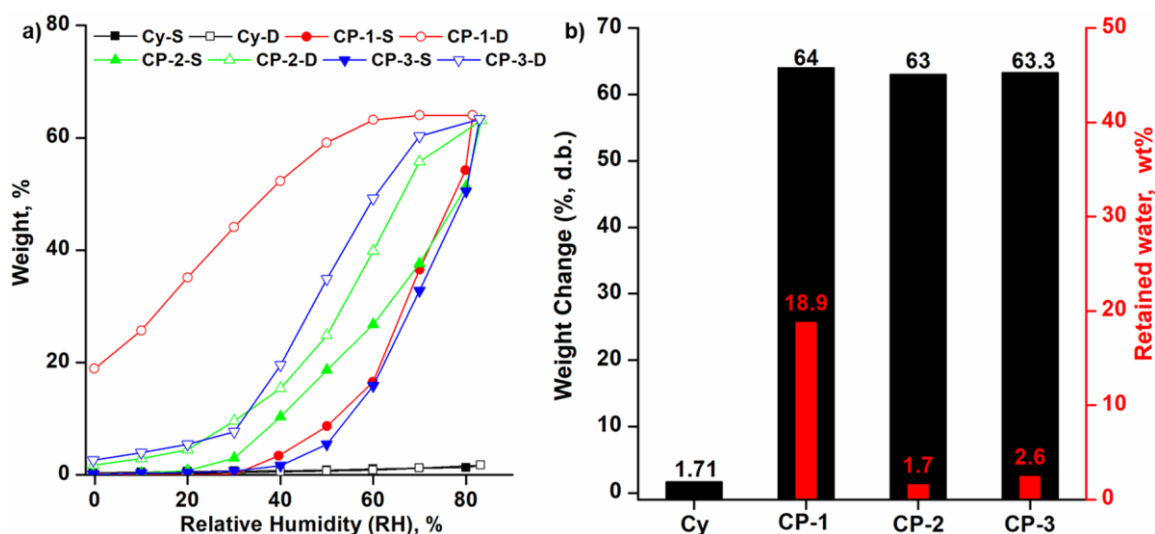 a)
Cy-S Cy-D CP-1-S CP-1-D
CP-2-S CP-2-D CP-3-S CP-3-D
Weight, %
80
60
40
20
0
0 20 40 60 80
Relative Humidity (RH), %
b)
Weight Change (%, d.b.)
70
60
50
40
30
20
10
0
1.71
64
63
63.3
18.9
1.7
2.6
Cy CP-1 CP-2 CP-3
50
40
30
20
10
0
Retained water, wt%